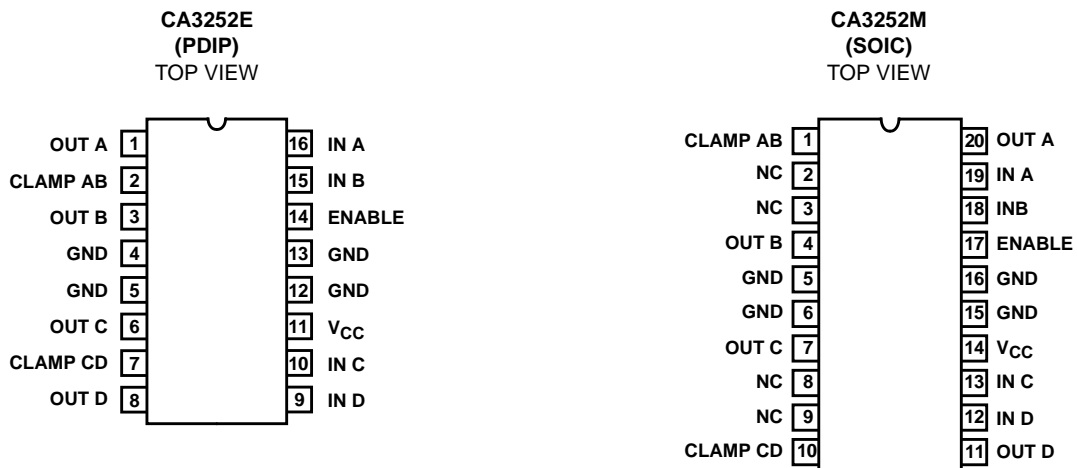 CA3252E
(PDIP)
TOP VIEW
OUT A 1
CLAMP AB 2
OUT B 3
GND 4
GND 5
OUT C 6
CLAMP CD 7
OUT D 8
16 IN A
15 IN B
14 ENABLE
13 GND
12 GND
11 VCC
10 IN C
9 IN D
CA3252M
(SOIC)
TOP VIEW
CLAMP AB 1
NC 2
NC 3
OUT B 4
GND 5
GND 6
OUT C 7
NC 8
NC 9
CLAMP CD 10
20 OUT A
19 IN A
18 INB
17 ENABLE
16 GND
15 GND
14 VCC
13 IN C
12 IN D
11 OUT D